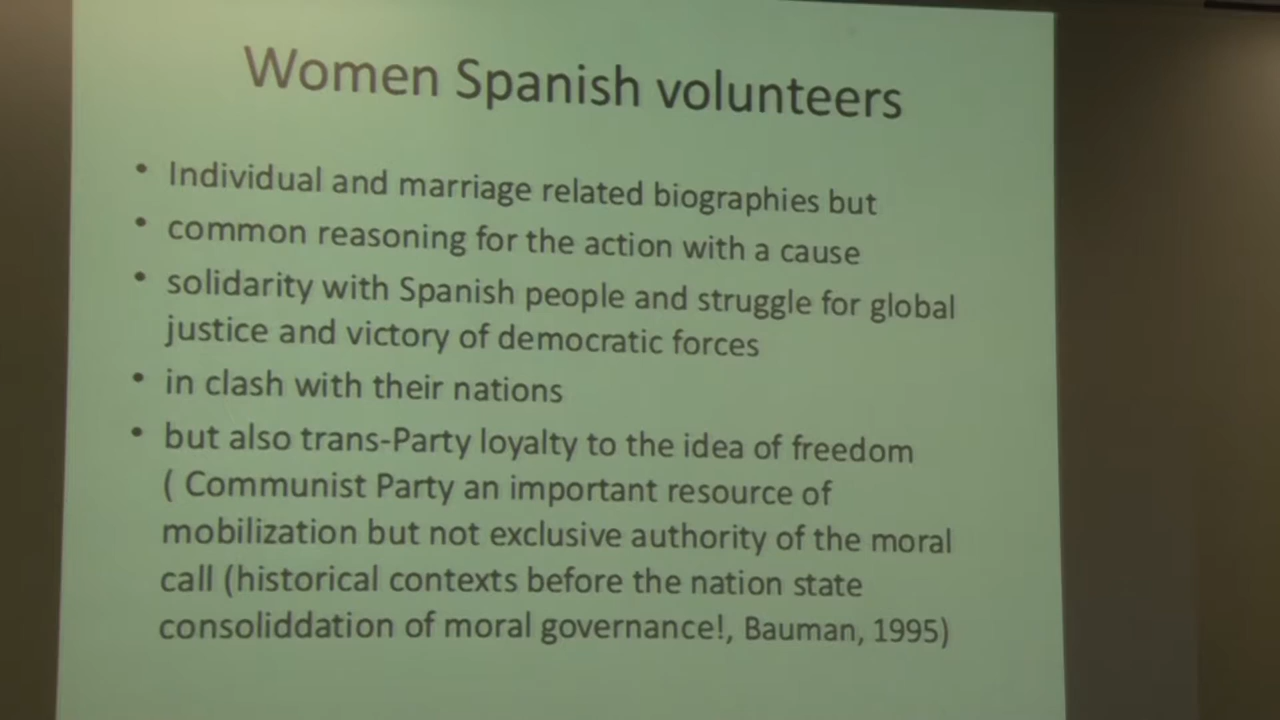 Women Spanish volunteers
• Individual and marriage related biographies but
• common reasoning for the action with a cause
• solidarity with Spanish people and struggle for global
justice and victory of democratic forces
• in clash with their nations
• but also trans-Party loyalty to the idea of freedom
( Communist Party an important resource of
mobilization but not exclusive authority of the moral
call (historical contexts before the nation state
consoliddation of moral governance!, Bauman, 1995)